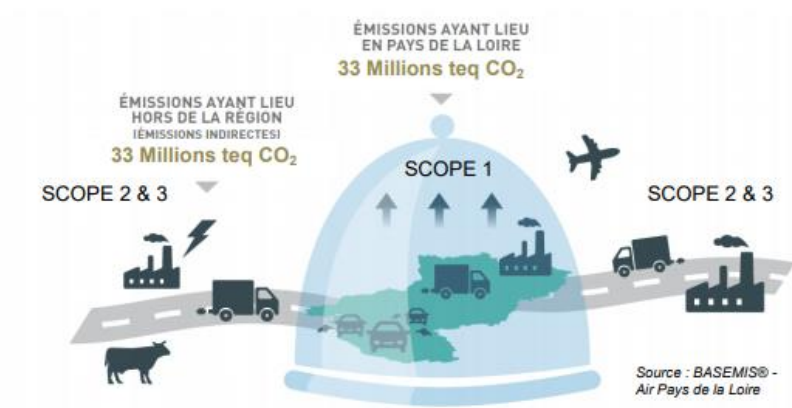 ÉMISSIONS AYANT LIEU
EN PAYS DE LA LOIRE
33 Millions teq CO₂
ÉMISSIONS AYANT LIEU
HORS DE LA RÉGION
(ÉMISSIONS INDIRECTES)
33 Millions teq CO₂
SCOPE 1
SCOPE 2 & 3
SCOPE 2 & 3
Source : BASEMIS® -
Air Pays de la Loire